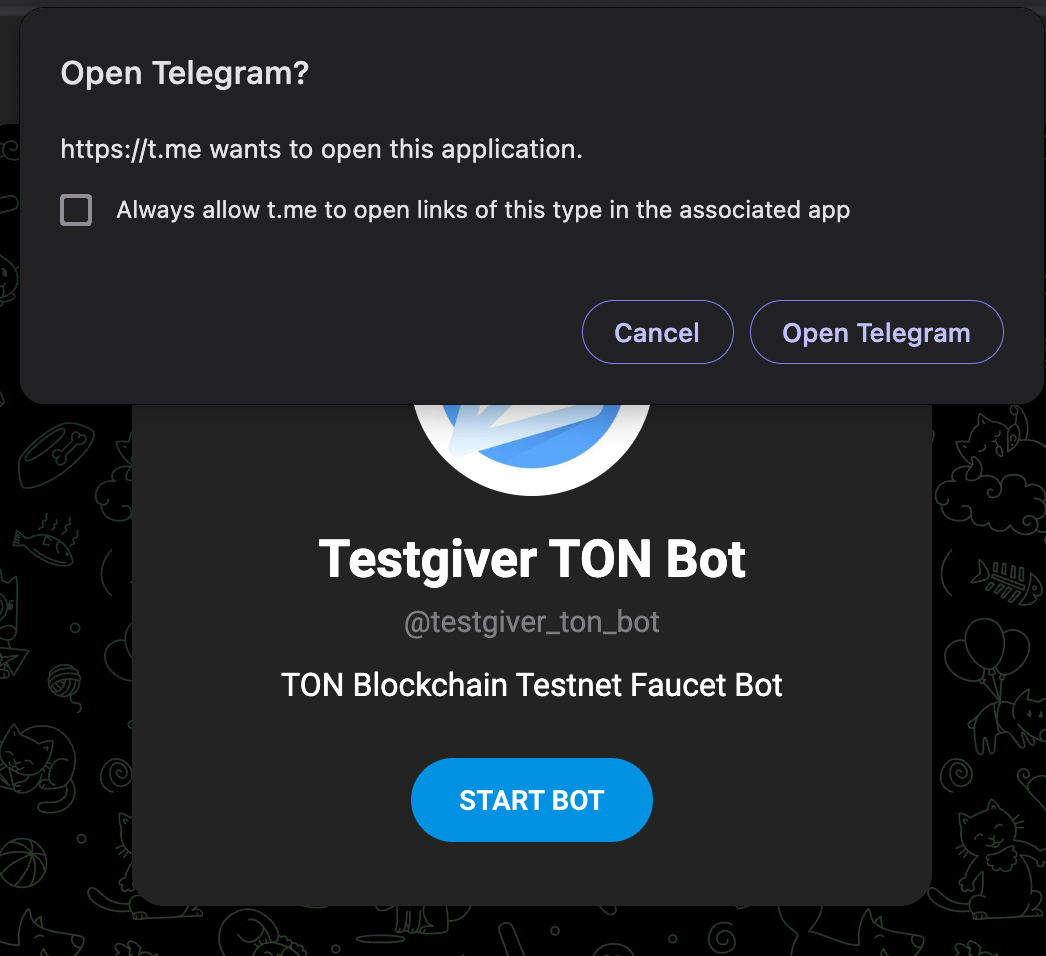 Open Telegram?
https://t.me wants to open this application.
Always allow t.me to open links of this type in the associated app
Cancel
Open Telegram
Testgiver TON Bot
@testgiver_ton_bot
TON Blockchain Testnet Faucet Bot
START BOT